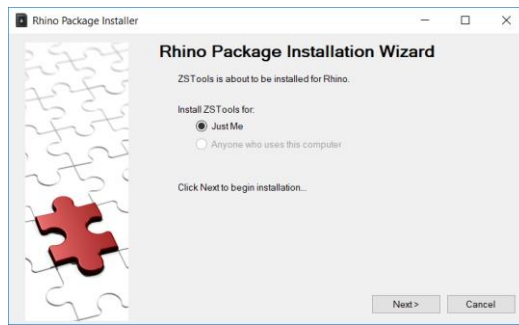 Rhino Package Installer
Rhino Package Installation Wizard
ZSTools is about to be installed for Rhino.
Install ZSTools for:
Just Me
Anyone who uses this computer
Click Next to begin installation...
Next >
Cancel